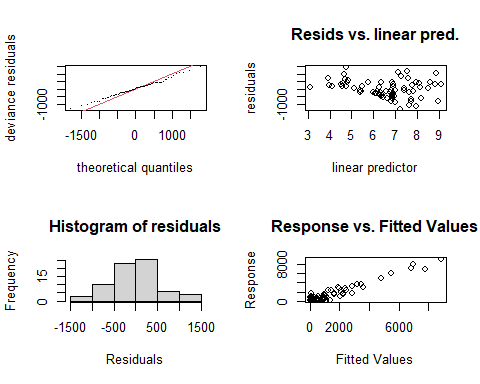 deviance residuals
-1000
-1500
0
1000
theoretical quantiles
Resids vs. linear pred.
residuals
-1000
3 4 5 6 7 8 9
linear predictor
Histogram of residuals
Frequency
0 15
-1500 -500 500 1500
Residuals
Response vs. Fitted Values
Response
0 8000
0 2000 6000
Fitted Values